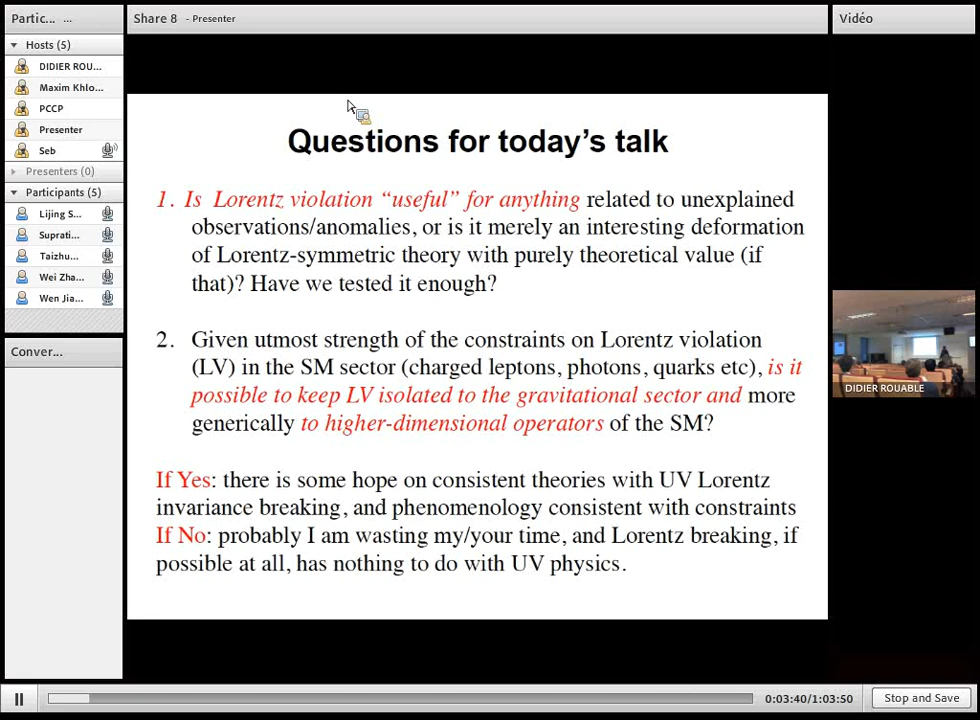 Partic... ...
Hosts (5)
DIDIER ROU...
Maxim Khlo...
PCCP
Presenter
Seb
Presenters (0)
Participants (5)
Lijing S...
Suprati...
Taizhu...
Wei Zha...
Wen Jia...
Conver...
Share 8 - Presenter
Questions for today's talk
1. Is Lorentz violation “useful” for anything related to unexplained
observations/anomalies, or is it merely an interesting deformation
of Lorentz-symmetric theory with purely theoretical value (if
that)? Have we tested it enough?
2. Given utmost strength of the constraints on Lorentz violation
(LV) in the SM sector (charged leptons, photons, quarks etc), is it
possible to keep LV isolated to the gravitational sector and more
generically to higher-dimensional operators of the SM?
If Yes: there is some hope on consistent theories with UV Lorentz
invariance breaking, and phenomenology consistent with constraints
If No: probably I am wasting my/your time, and Lorentz breaking, if
possible at all, has nothing to do with UV physics.
Vidéo
DIDIER ROUABLE
0:03:40/1:03:50
Stop and Save